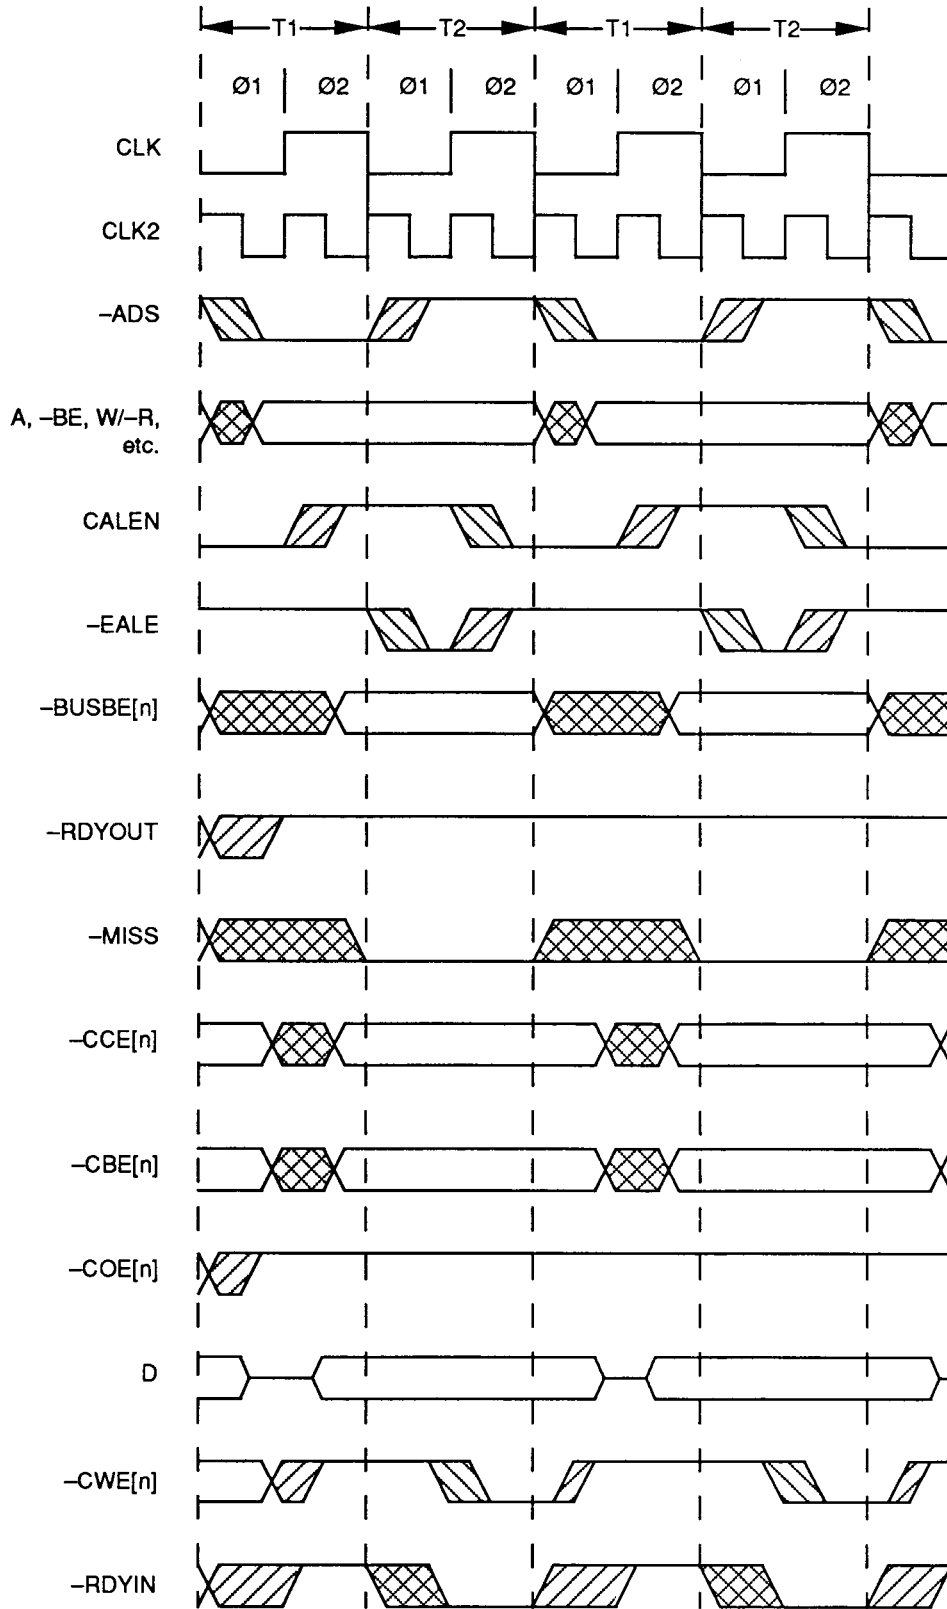 T1 T2 T1 T2
Ø1 Ø2 Ø1 Ø2 Ø1 Ø2 Ø1 Ø2
CLK
CLK2
–ADS
A, –BE, W/–R,
etc.
CALEN
–EALE
–BUSBE[n]
–RDYOUT
–MISS
–CCE[n]
–CBE[n]
–COE[n]
D
–CWE[n]
–RDYIN